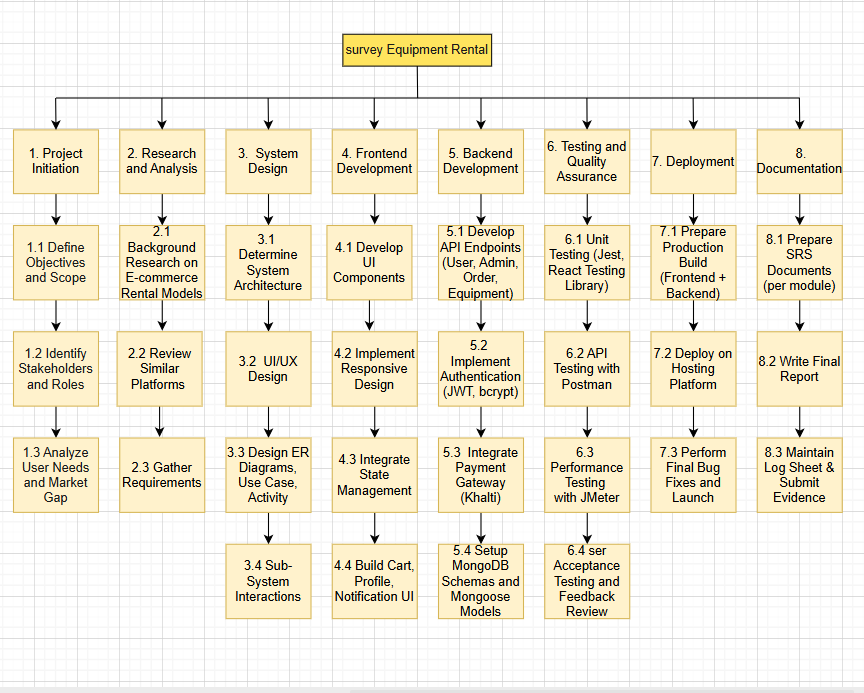 survey Equipment Rental
1. Project
Initiation
2. Research
and Analysis
3. System
Design
4. Frontend
Development
5. Backend
Development
6. Testing and
Quality
Assurance
7. Deployment
8.
Documentation
1.1 Define
Objectives
and Scope
2.1
Background
Research on
E-commerce
Rental Models
3.1
Determine
System
Architecture
4.1 Develop
UI
Components
5.1 Develop
API Endpoints
(User, Admin,
Order,
Equipment)
6.1 Unit
Testing (Jest,
React Testing
Library)
7.1 Prepare
Production
Build
(Frontend +
Backend)
8.1 Prepare
SRS
Documents
(per module)
1.2 Identify
Stakeholders
and Roles
2.2 Review
Similar
Platforms
3.2 UI/UX
Design
4.2 Implement
Responsive
Design
5.2
Implement
Authentication
(JWT, bcrypt)
6.2 API
Testing with
Postman
7.2 Deploy on
Hosting
Platform
8.2 Write Final
Report
1.3 Analyze
User Needs
and Market
Gap
2.3 Gather
Requirements
3.3 Design ER
Diagrams,
Use Case,
Activity
4.3 Integrate
State
Management
5.3 Integrate
Payment
Gateway
(Khalti)
6.3
Performance
Testing
with JMeter
7.3 Perform
Final Bug
Fixes and
Launch
8.3 Maintain
Log Sheet &
Submit
Evidence
3.4 Sub-
System
Interactions
4.4 Build Cart,
Profile,
Notification UI
5.4 Setup
MongoDB
Schemas and
Mongoose
Models
6.4 ser
Acceptance
Testing and
Feedback
Review